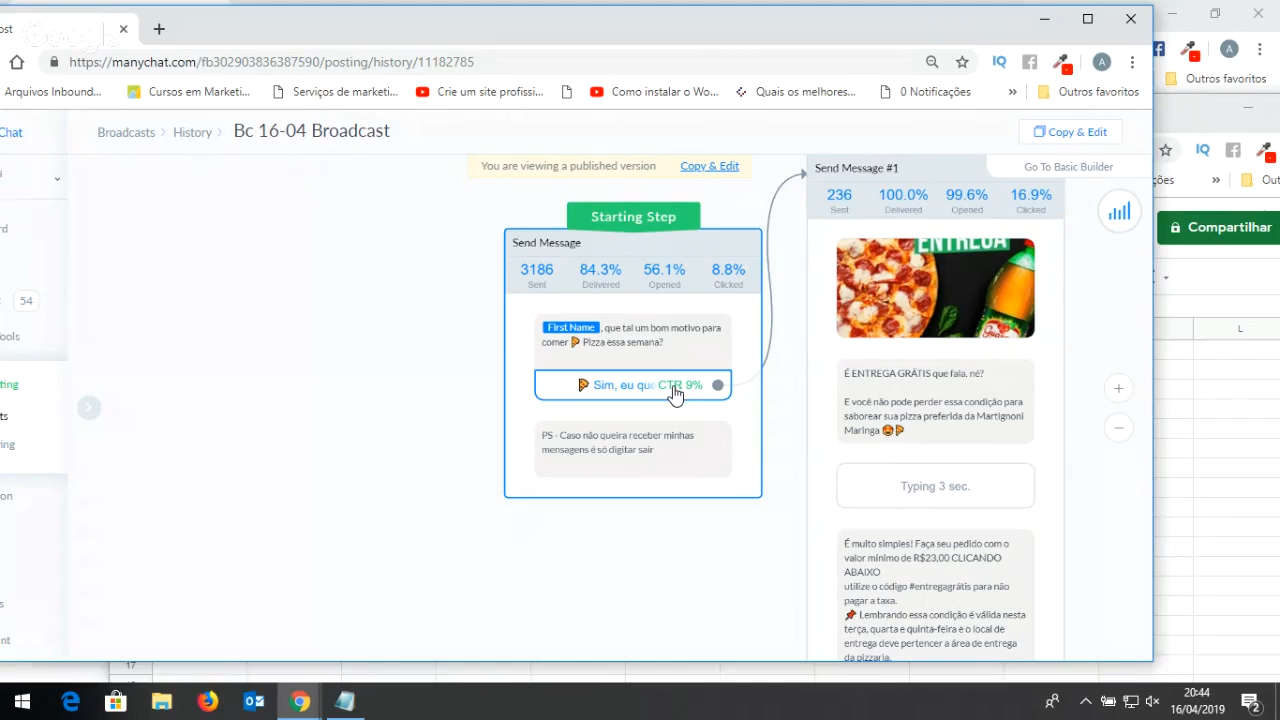 ost
https://manychat.com/fb302903836387590/posting/history/11182785
IQ
A
A
Arquivos Inbound...
Cursos em Marketi...
Serviços de marketi...
Crie um site profissi...
Como instalar o Wo...
Quais os melhores...
0 Notificações
»
Outros favoritos
Outros favoritos
Chat
Broadcasts > History > Bc 16-04 Broadcast
Copy & Edit
IQ
You are viewing a published version Copy & Edit
Send Message #1
Go To Basic Builder
ções
»
Out
236 100.0% 99.6% 16.9%
Sent Delivered Opened Clicked
Starting Step
Compartilhar
Send Message
3186 84.3% 56.1% 8.8%
Sent Delivered Opened Clicked
ENTREGA
54
First Name, que tal um bom motivo para
comer 🍕 Pizza essa semana?
L
Tools
🍕 Sim, eu que CTR 9%
É ENTREGA GRÁTIS que fala, né?
E você não pode perder essa condição para
saborear sua pizza preferida da Martignoni
Maringa 😍🍕
PS - Caso não queira receber minhas
mensagens é só digitar sair
Typing 3 sec.
É muito simples! Faça seu pedido com o
valor mínimo de R$23,00 CLICANDO
ABAIXO
utilize o código #entregagrátis para não
pagar a taxa.
📌 Lembrando essa condição é válida nesta
terça, quarta e quinta-feira e o local de
entrega deve pertencer a área de entrega
da pizzaria.
17
20:44
16/04/2019
2